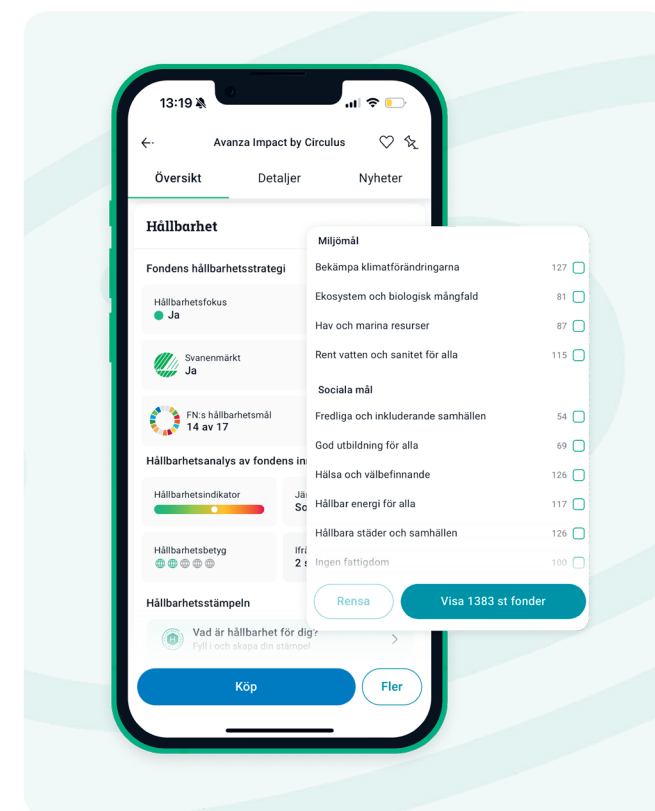 13:19
Avanza Impact by Circulus
Översikt
Detaljer
Nyheter
Hållbarhet
Fondens hållbarhetsstrategi
Hållbarhetsfokus
Ja
Svanenmärkt
Ja
FN:s hållbarhetsmål
14 av 17
Hållbarhetsanalys av fondens in
Hållbarhetsindikator
Hållbarhetsbetyg
2 s
Hållbarhetsstämpeln
H
Vad är hållbarhet för dig?
Fyll i och skapa din stämpel
Köp
Fler
Miljömål
Bekämpa klimatförändringarna 127
Ekosystem och biologisk mångfald 81
Hav och marina resurser 87
Rent vatten och sanitet för alla 115
Sociala mål
Fredliga och inkluderande samhällen 54
God utbildning för alla 69
Hälsa och välbefinnande 126
Hållbar energi för alla 117
Hållbara städer och samhällen 126
Ingen fattigdom 100
Rensa
Visa 1383 st fonder